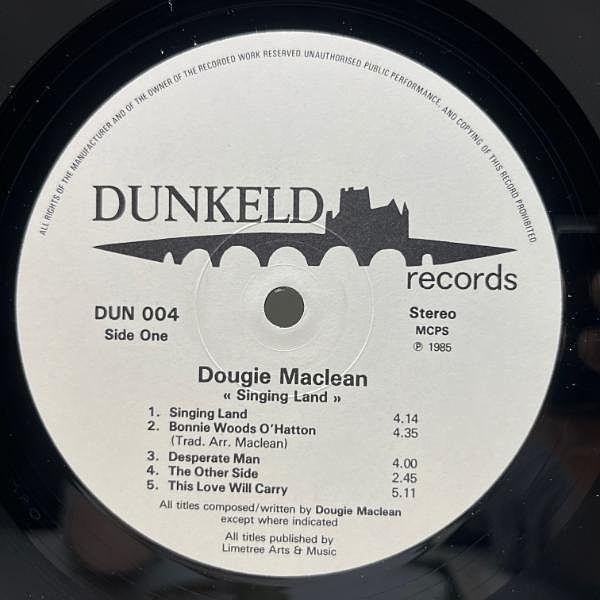 ALL RIGHTS OF THE MANUFACTURER AND OF THE OWNER OF THE RECORDED WORK RESERVED. UNAUTHORISED PUBLIC PERFORMANCE, AND COPYING OF THIS RECORD PROHIBITED
DUNKELD
records
DUN 004
Side One
Stereo
MCPS
℗ 1985
Dougie Maclean
« Singing Land »
1. Singing Land 4.14
2. Bonnie Woods O'Hatton 4.35
(Trad. Arr. Maclean)
3. Desperate Man 4.00
4. The Other Side 2.45
5. This Love Will Carry 5.11
All titles composed/written by Dougie Maclean
except where indicated
All titles published by
Limetree Arts & Music